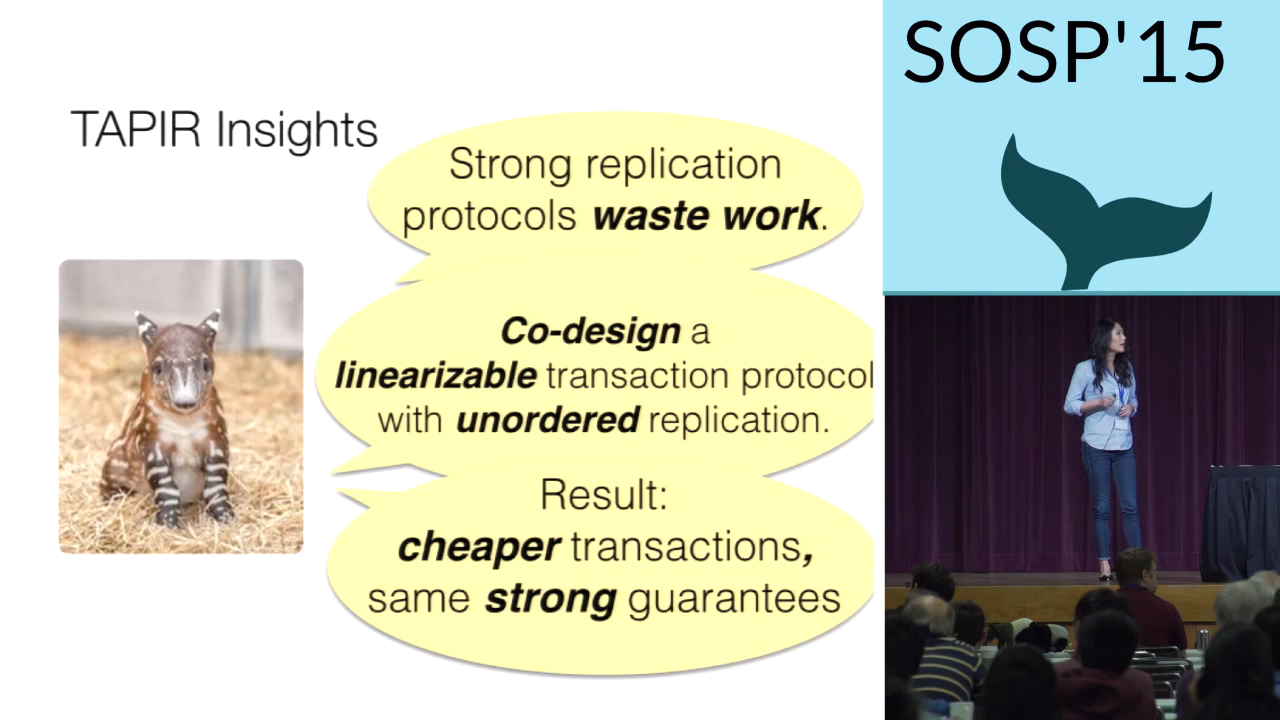 TAPIR Insights
Strong replication
protocols waste work.
Co-design a
linearizable transaction protocol
with unordered replication.
Result:
cheaper transactions,
same strong guarantees
SOSP'15